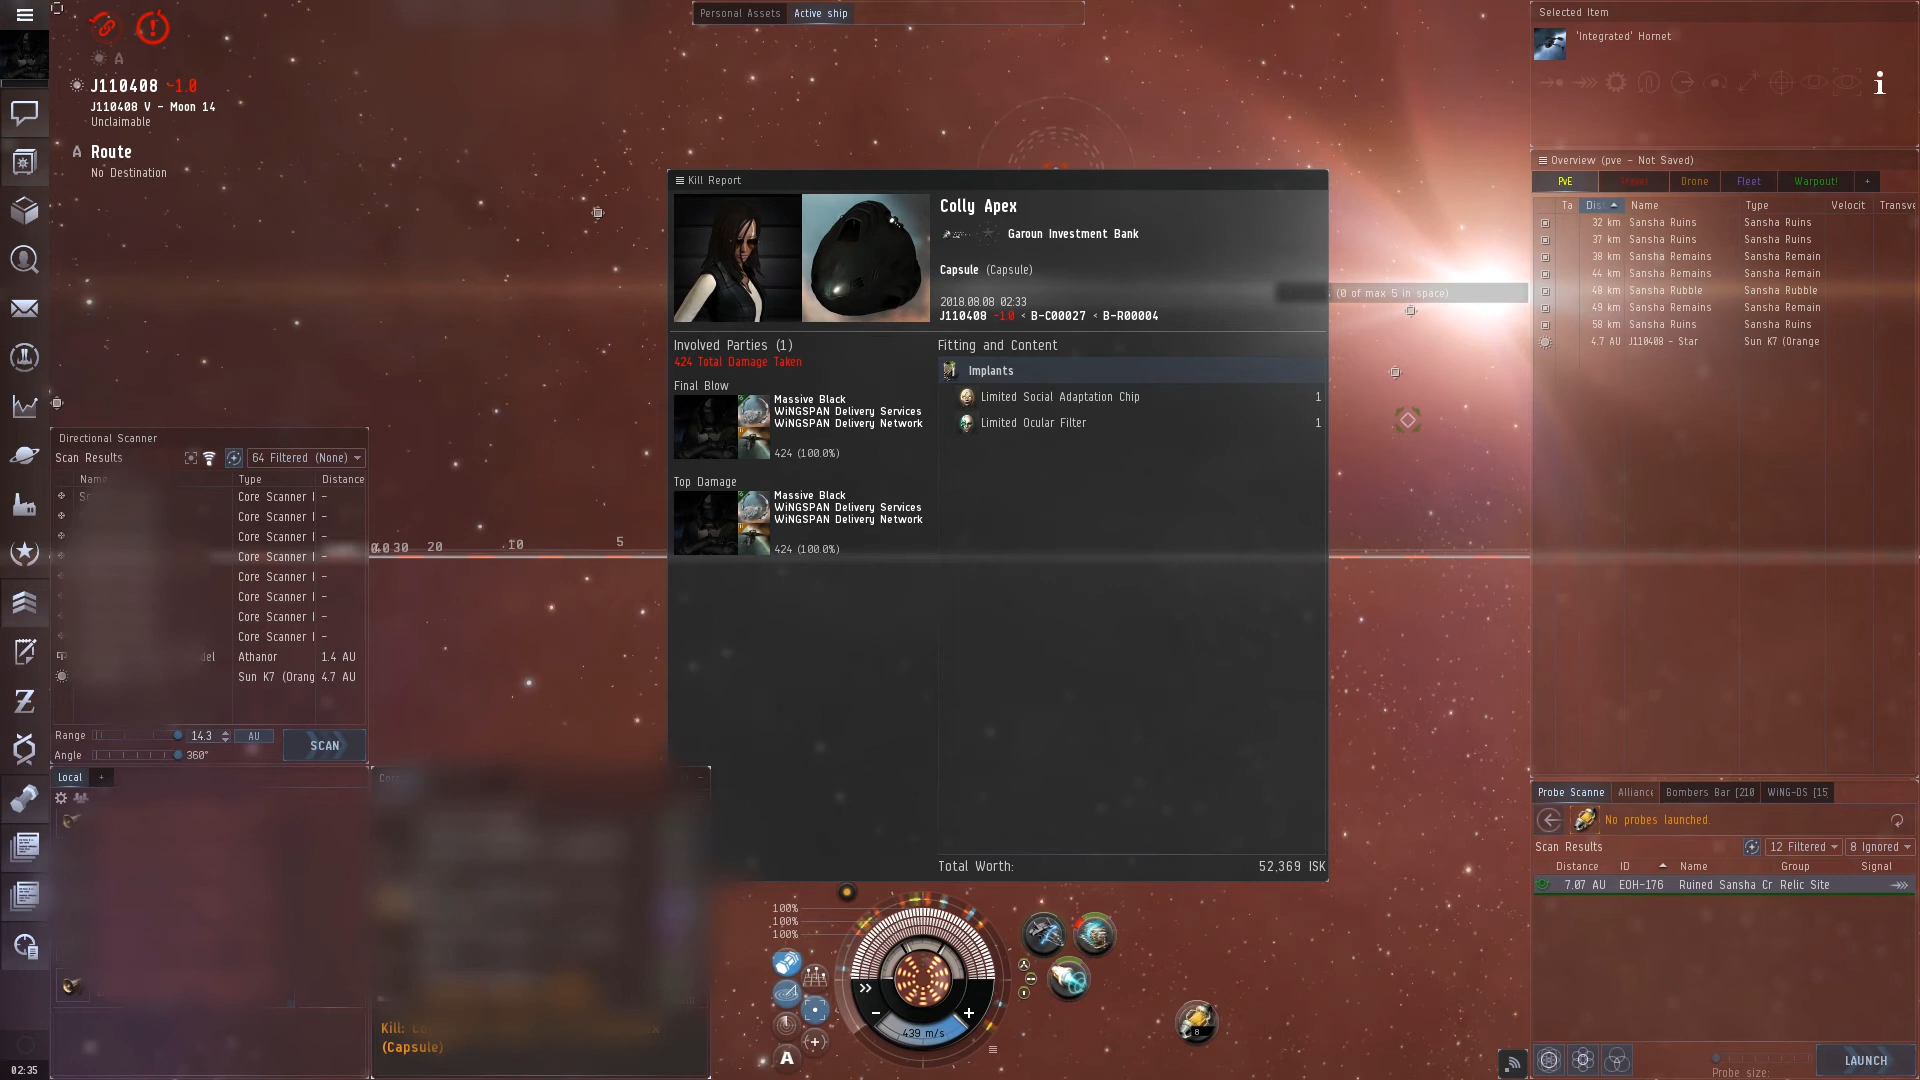 Personal Assets
Active ship
J110408 -1.0
J110408 V - Moon 14
Unclaimable
Route
No Destination
Kill Report
Colly Apex
Garoun Investment Bank
Capsule (Capsule)
2018.08.08 02:33
J110408 -1.0 < B-C00027 < B-R00004
Involved Parties (1)
424 Total Damage Taken
Final Blow
Massive Black
WiNGSPAN Delivery Services
WiNGSPAN Delivery Network
424 (100.0%)
Top Damage
Massive Black
WiNGSPAN Delivery Services
WiNGSPAN Delivery Network
424 (100.0%)
Fitting and Content
Implants
Limited Social Adaptation Chip 1
Limited Ocular Filter 1
Total Worth: 52,369 ISK
(0 of max 5 in space)
Directional Scanner
Scan Results
64 Filtered (None)
Name Type Distance
Core Scanner –
Core Scanner –
Core Scanner –
Core Scanner –
Core Scanner –
Core Scanner –
Core Scanner –
Core Scanner –
del Athanor 1.4 AU
Sun K7 (Orang 4.7 AU
Range 14.3 AU
Angle 360°
SCAN
40 30 20 10 5
Local +
Kill:
(Capsule)
02:35
100%
100%
100%
439 m/s
A
8
Selected Item
'Integrated' Hornet
Overview (pve - Not Saved)
PvE Drone Fleet Warpout! +
Ta Dist Name Type Velocit Transve
32 km Sansha Ruins Sansha Ruins
37 km Sansha Ruins Sansha Ruins
38 km Sansha Remains Sansha Remain
44 km Sansha Remains Sansha Remain
48 km Sansha Rubble Sansha Rubble
49 km Sansha Remains Sansha Remain
58 km Sansha Ruins Sansha Ruins
4.7 AU J110408 - Star Sun K7 (Orange
Probe Scanne Alliance Bombers Bar [210 WiNG-DS [15
No probes launched.
Scan Results 12 Filtered 8 Ignored
Distance ID Name Group Signal
7.07 AU EOH-176 Ruined Sansha Cr Relic Site
Probe size:
LAUNCH